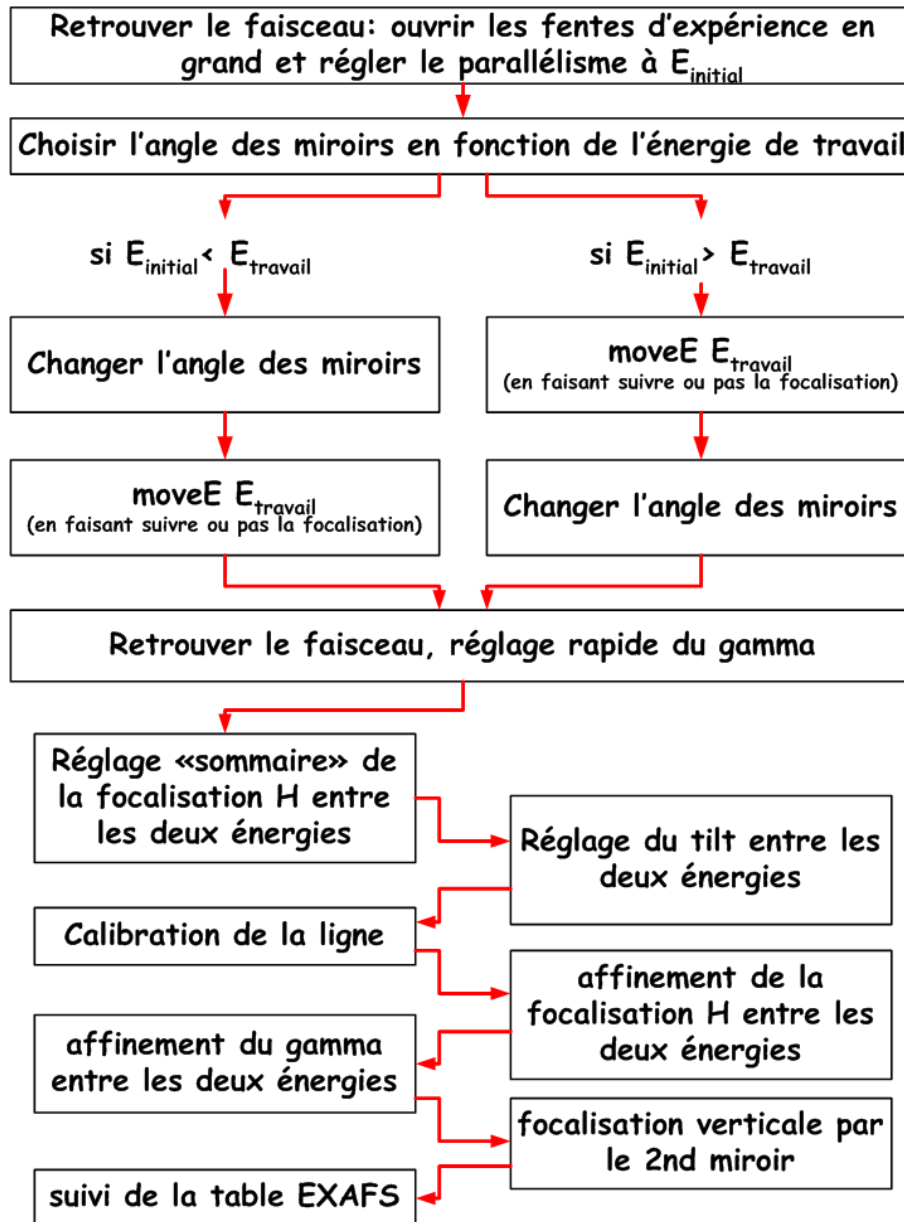 Retrouver le faisceau: ouvrir les fentes d'expérience en
grand et régler le parallélisme à Einitial
Choisir l'angle des miroirs en fonction de l'énergie de travail
si Einitial < Etravail
si Einitial > Etravail
Changer l'angle des miroirs
moveE Etravail
(en faisant suivre ou pas la focalisation)
moveE Etravail
(en faisant suivre ou pas la focalisation)
Changer l'angle des miroirs
Retrouver le faisceau, réglage rapide du gamma
Réglage «sommaire» de
la focalisation H entre
les deux énergies
Réglage du tilt entre les
deux énergies
Calibration de la ligne
affinement de la
focalisation H entre les
deux énergies
affinement du gamma
entre les deux énergies
focalisation verticale par
le 2nd miroir
suivi de la table EXAFS